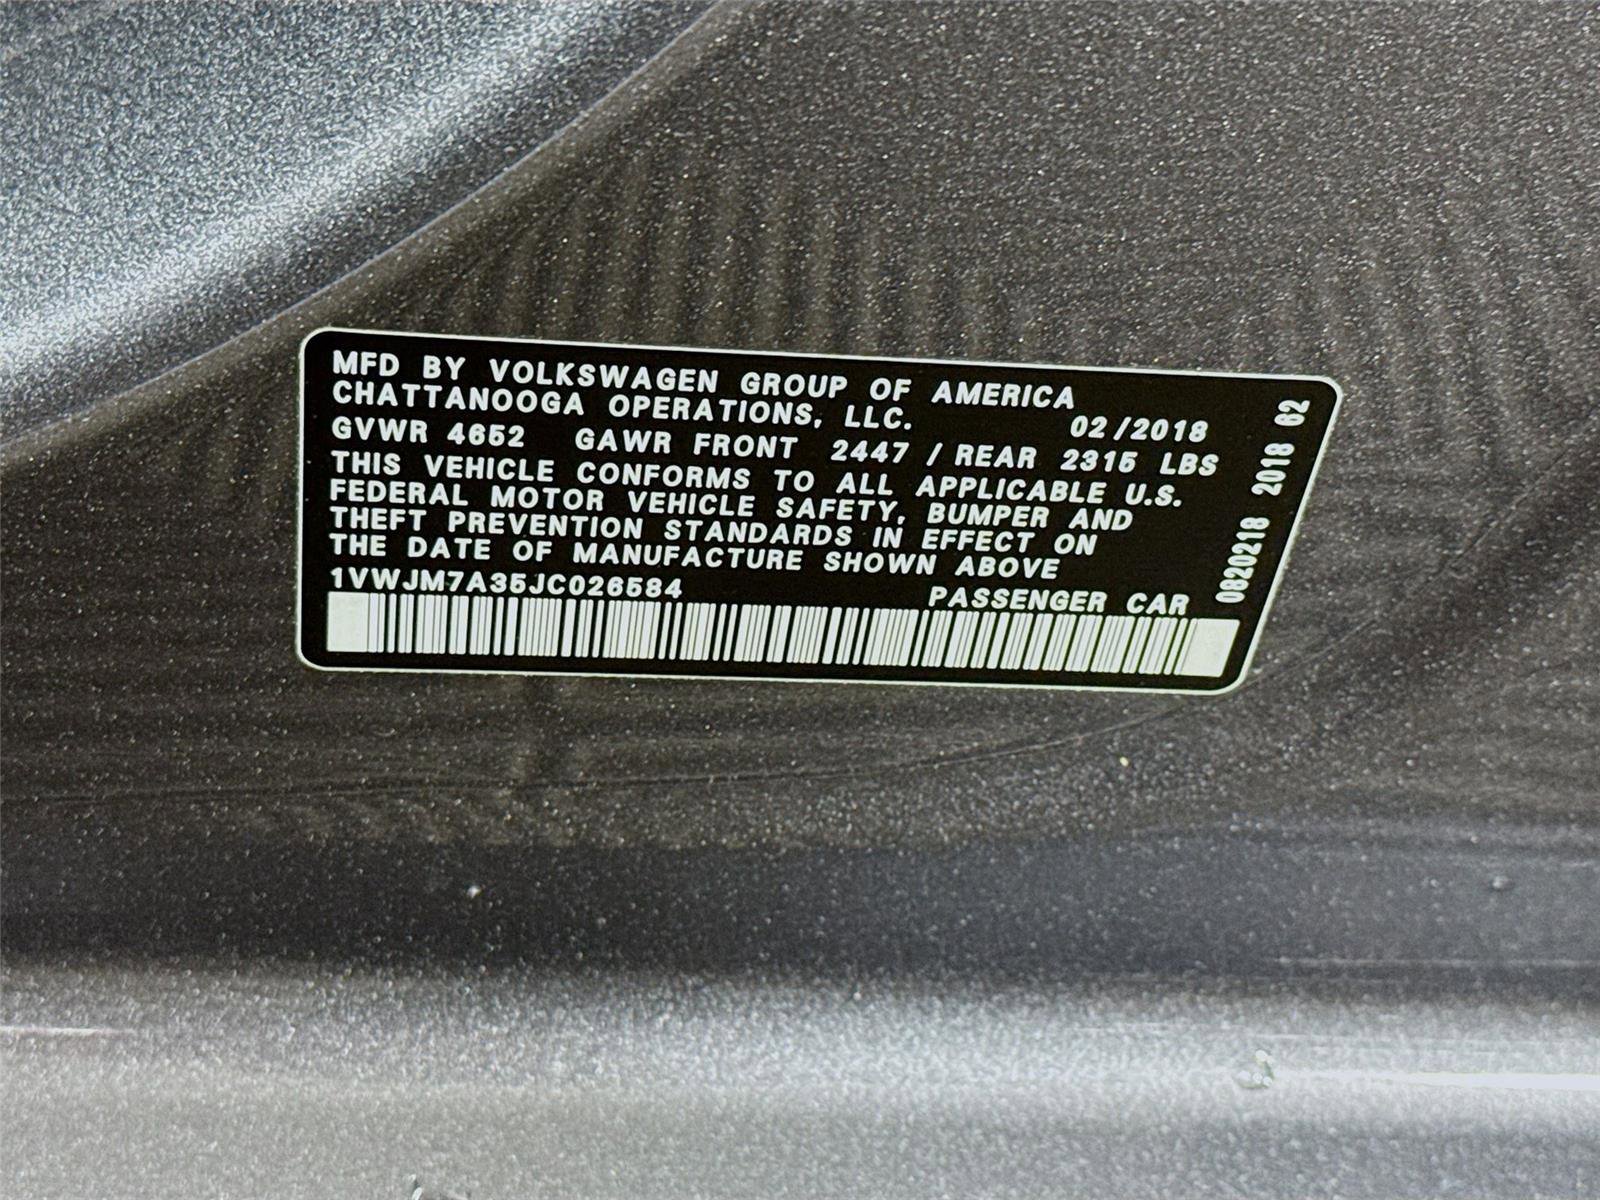 MFD BY VOLKSWAGEN GROUP OF AMERICA
CHATTANOOGA OPERATIONS, LLC. 02/2018
GVWR 4652 GAWR FRONT 2447 / REAR 2315 LBS
THIS VEHICLE CONFORMS TO ALL APPLICABLE U.S.
FEDERAL MOTOR VEHICLE SAFETY, BUMPER AND
THEFT PREVENTION STANDARDS IN EFFECT ON
THE DATE OF MANUFACTURE SHOWN ABOVE
1VWJM7A35JC026584 PASSENGER CAR
0820218 2018 62